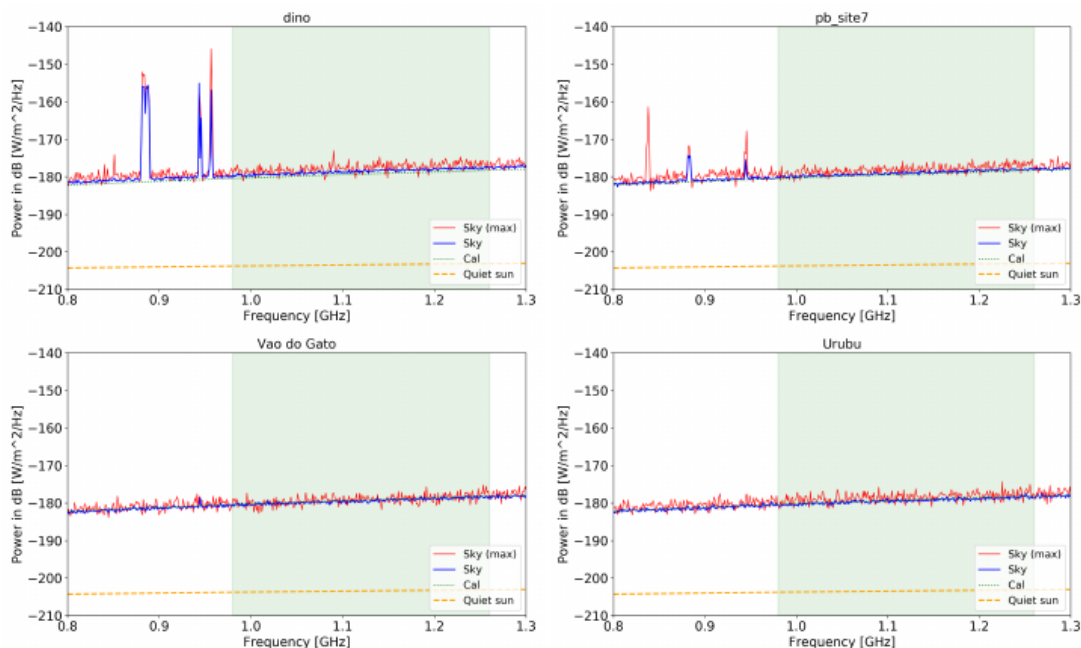 dino
Power in dB [W/m^2/Hz]
−140
−150
−160
−170
−180
−190
−200
−210
Sky (max)
Sky
Cal
Quiet sun
0.8 0.9 1.0 1.1 1.2 1.3
Frequency [GHz]
pb_site7
Power in dB [W/m^2/Hz]
−140
−150
−160
−170
−180
−190
−200
−210
Sky (max)
Sky
Cal
Quiet sun
0.8 0.9 1.0 1.1 1.2 1.3
Frequency [GHz]
Vao do Gato
Power in dB [W/m^2/Hz]
−140
−150
−160
−170
−180
−190
−200
−210
Sky (max)
Sky
Cal
Quiet sun
0.8 0.9 1.0 1.1 1.2 1.3
Frequency [GHz]
Urubu
Power in dB [W/m^2/Hz]
−140
−150
−160
−170
−180
−190
−200
−210
Sky (max)
Sky
Cal
Quiet sun
0.8 0.9 1.0 1.1 1.2 1.3
Frequency [GHz]